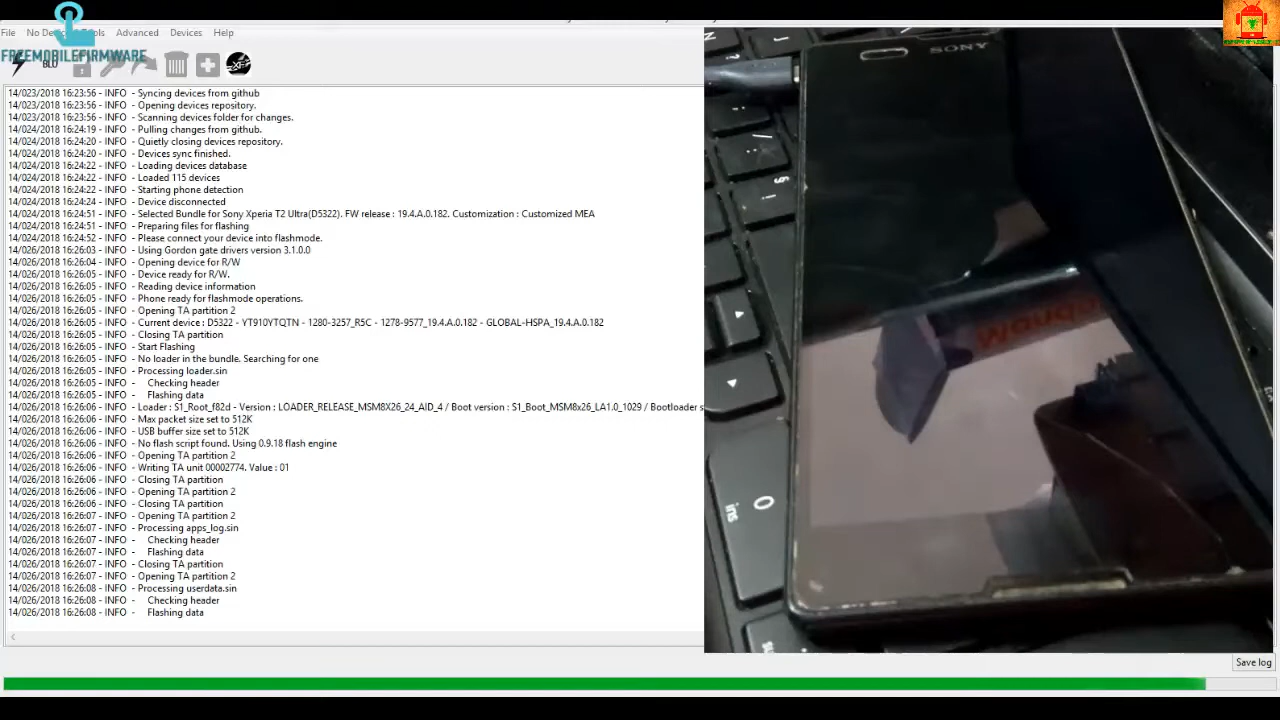 File No Device Tools Advanced Devices Help
FREEMOBILEFIRMWARE
BLU
XF
14/023/2018 16:23:56 - INFO - Syncing devices from github
14/023/2018 16:23:56 - INFO - Opening devices repository.
14/023/2018 16:23:56 - INFO - Scanning devices folder for changes.
14/024/2018 16:24:19 - INFO - Pulling changes from github.
14/024/2018 16:24:20 - INFO - Quietly closing devices repository.
14/024/2018 16:24:20 - INFO - Devices sync finished.
14/024/2018 16:24:22 - INFO - Loading devices database
14/024/2018 16:24:22 - INFO - Loaded 115 devices
14/024/2018 16:24:22 - INFO - Starting phone detection
14/024/2018 16:24:24 - INFO - Device disconnected
14/024/2018 16:24:51 - INFO - Selected Bundle for Sony Xperia T2 Ultra(D5322). FW release : 19.4.A.0.182. Customization : Customized MEA
14/024/2018 16:24:51 - INFO - Preparing files for flashing
14/024/2018 16:24:52 - INFO - Please connect your device into flashmode.
14/026/2018 16:26:03 - INFO - Using Gordon gate drivers version 3.1.0.0
14/026/2018 16:26:04 - INFO - Opening device for R/W
14/026/2018 16:26:05 - INFO - Device ready for R/W.
14/026/2018 16:26:05 - INFO - Reading device information
14/026/2018 16:26:05 - INFO - Phone ready for flashmode operations.
14/026/2018 16:26:05 - INFO - Opening TA partition 2
14/026/2018 16:26:05 - INFO - Current device : D5322 - YT910YTQTN - 1280-3257_R5C - 1278-9577_19.4.A.0.182 - GLOBAL-HSPA_19.4.A.0.182
14/026/2018 16:26:05 - INFO - Closing TA partition
14/026/2018 16:26:05 - INFO - Start Flashing
14/026/2018 16:26:05 - INFO - No loader in the bundle. Searching for one
14/026/2018 16:26:05 - INFO - Processing loader.sin
14/026/2018 16:26:05 - INFO - Checking header
14/026/2018 16:26:05 - INFO - Flashing data
14/026/2018 16:26:06 - INFO - Loader : S1_Root_f82d - Version : LOADER_RELEASE_MSM8X26_24_AID_4 / Boot version : S1_Boot_MSM8x26_LA1.0_1029 / Bootloader s
14/026/2018 16:26:06 - INFO - Max packet size set to 512K
14/026/2018 16:26:06 - INFO - USB buffer size set to 512K
14/026/2018 16:26:06 - INFO - No flash script found. Using 0.9.18 flash engine
14/026/2018 16:26:06 - INFO - Opening TA partition 2
14/026/2018 16:26:06 - INFO - Writing TA unit 00002774. Value : 01
14/026/2018 16:26:06 - INFO - Closing TA partition
14/026/2018 16:26:06 - INFO - Opening TA partition 2
14/026/2018 16:26:06 - INFO - Closing TA partition
14/026/2018 16:26:07 - INFO - Opening TA partition 2
14/026/2018 16:26:07 - INFO - Processing apps_log.sin
14/026/2018 16:26:07 - INFO - Checking header
14/026/2018 16:26:07 - INFO - Flashing data
14/026/2018 16:26:07 - INFO - Closing TA partition
14/026/2018 16:26:07 - INFO - Opening TA partition 2
14/026/2018 16:26:08 - INFO - Processing userdata.sin
14/026/2018 16:26:08 - INFO - Checking header
14/026/2018 16:26:08 - INFO - Flashing data
SONY
0
ins
Save log